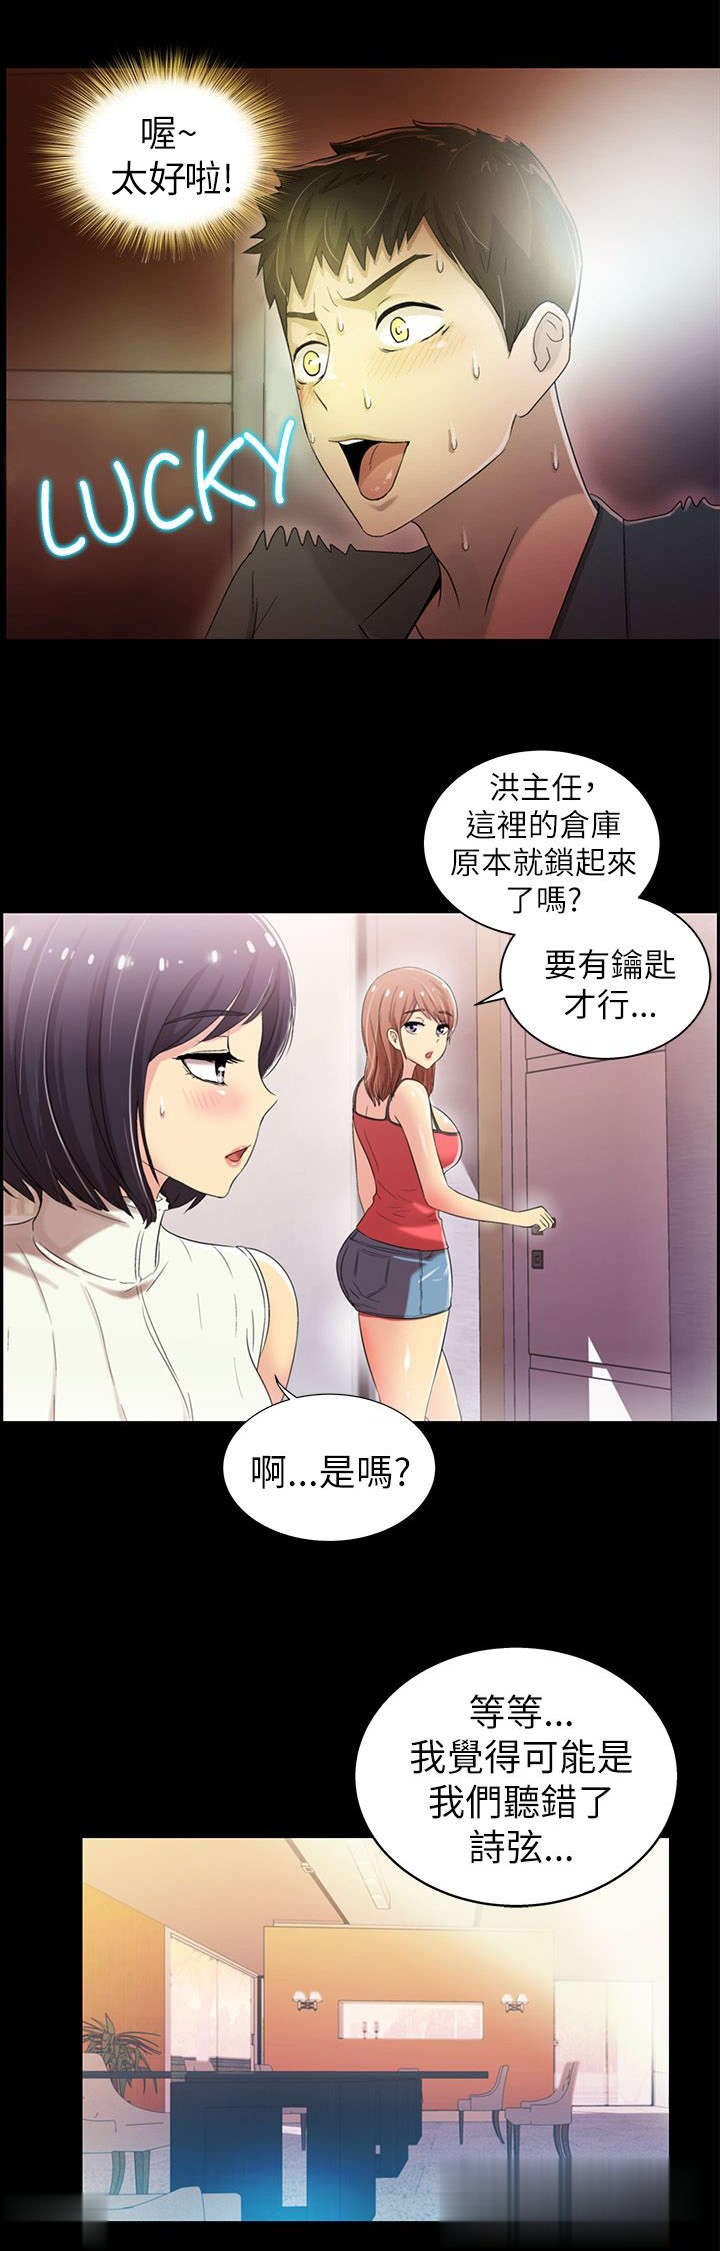 喔~
太好啦!
LUCKY
洪主任,
這裡的倉庫
原本就鎖起來
了嗎?
要有鑰匙
才行...
啊...是嗎?
等等...
我覺得可能是
我們聽錯了
詩弦...